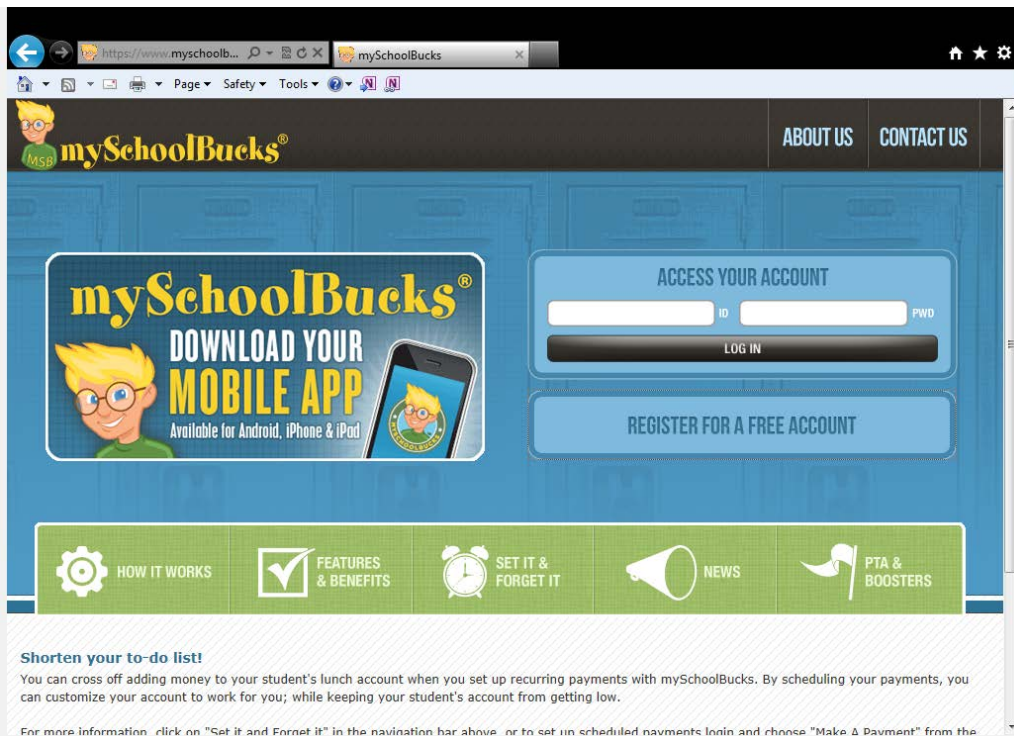 https://www.myschoolb...
mySchoolBucks
Page Safety Tools
MSB mySchoolBucks®
ABOUT US CONTACT US
mySchoolBucks®
DOWNLOAD YOUR
MOBILE APP
Available for Android, iPhone & iPod
MYSCHOOLBUCKS
ACCESS YOUR ACCOUNT
ID PWD
LOG IN
REGISTER FOR A FREE ACCOUNT
HOW IT WORKS
FEATURES
& BENEFITS
SET IT &
FORGET IT
NEWS
PTA &
BOOSTERS
Shorten your to-do list!
You can cross off adding money to your student's lunch account when you set up recurring payments with mySchoolBucks. By scheduling your payments, you
can customize your account to work for you; while keeping your student's account from getting low.
For more information, click on "Set it and Forget it" in the navigation bar above, or to set up scheduled payments login and choose "Make A Payment" from the